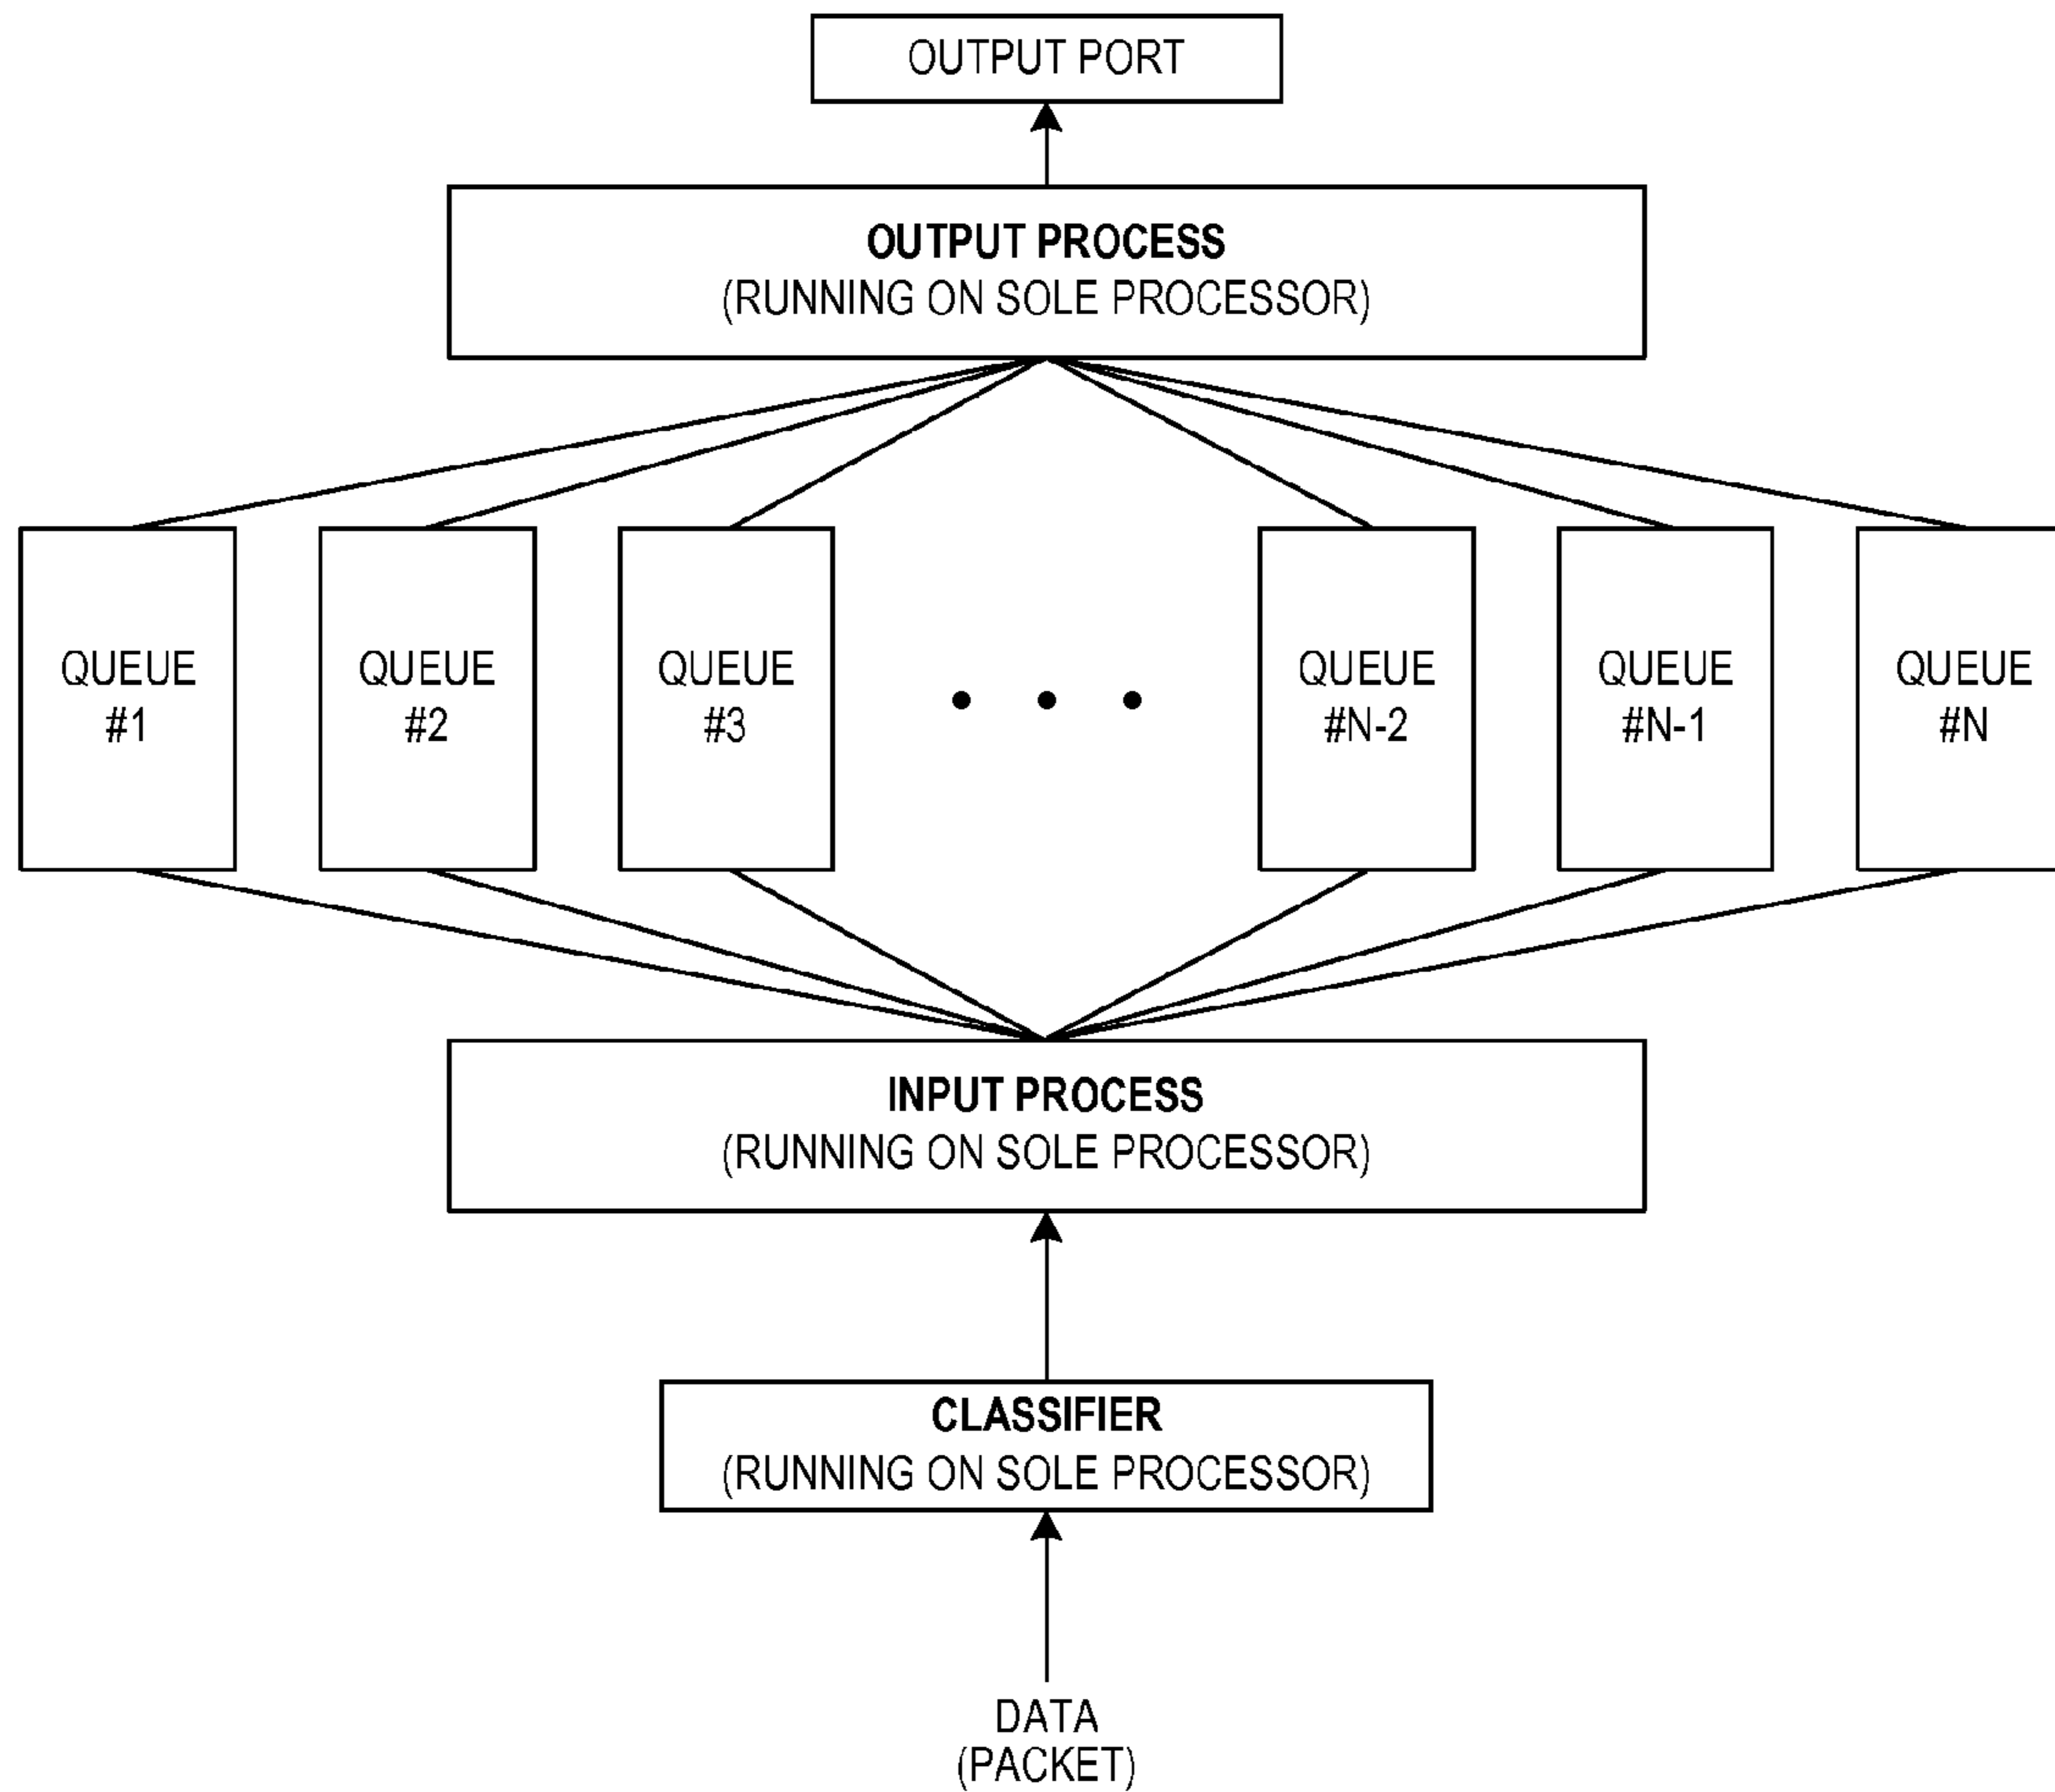 OUTPUT PORT
OUTPUT PROCESS
(RUNNING ON SOLE PROCESSOR)
QUEUE
#1
QUEUE
#2
QUEUE
#3
QUEUE
#N-2
QUEUE
#N-1
QUEUE
#N
INPUT PROCESS
(RUNNING ON SOLE PROCESSOR)
CLASSIFIER
(RUNNING ON SOLE PROCESSOR)
DATA
(PACKET)